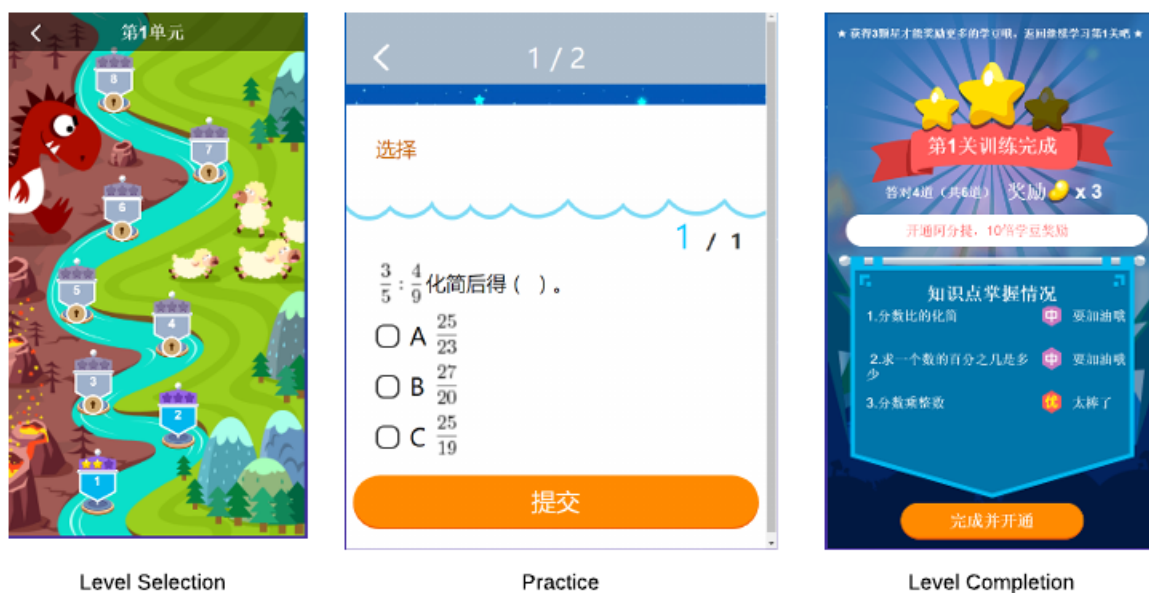 第1单元
8
7
6
5
4
3
2
1
Level Selection
1 / 2
选择
1 / 1
3/5 : 4/9 化简后得 ( ) 。
A 25/23
B 27/20
C 25/19
提交
Practice
★ 获得3颗星才能奖励更多的学豆哦，返回继续学习第1关吧 ★
第1关训练完成
答对4道（共6道） 奖励 x 3
开通阿分提，10倍学豆奖励
知识点掌握情况
1.分数比的化简 中 要加油哦
2.求一个数的百分之几是多少 中 要加油哦
3.分数乘整数 优 太棒了
完成并开通
Level Completion